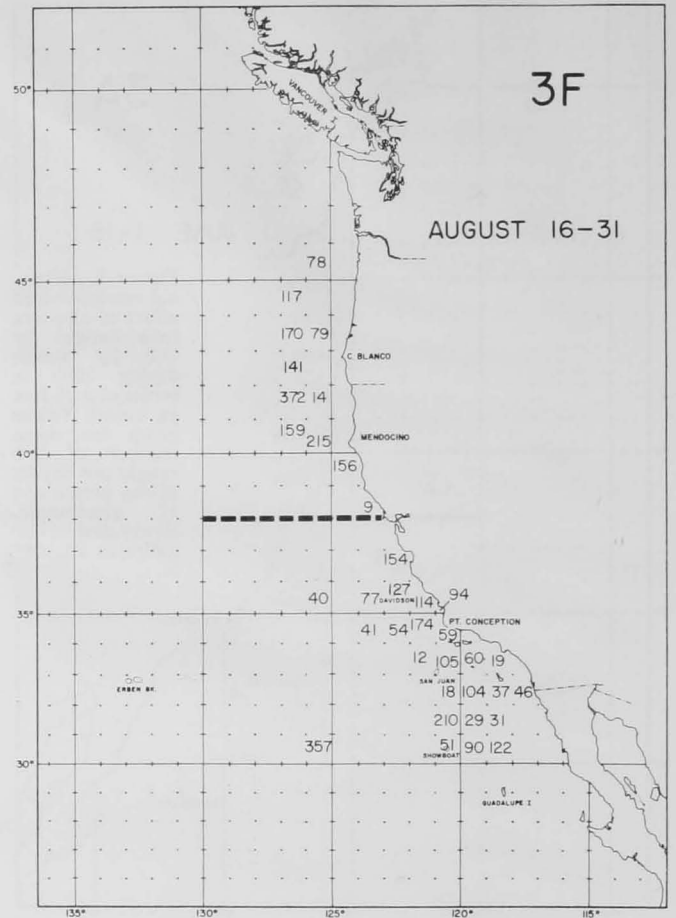 3F
AUGUST 16-31
50°
VANCOUVER I.
78
45°
117
170 79
C. BLANCO
141
372 14
159
215
MENDOCINO
40°
156
9
154
127
40
77
DAVIDSON
114
94
35°
41 54 174
PT. CONCEPTION
59
12 105 60 19
SAN JUAN
ERBEN BK.
18 104 37 46
210 29 31
357
51 90 122
SHOWBOAT
30°
GUADALUPE I
135° 130° 125° 120° 115°